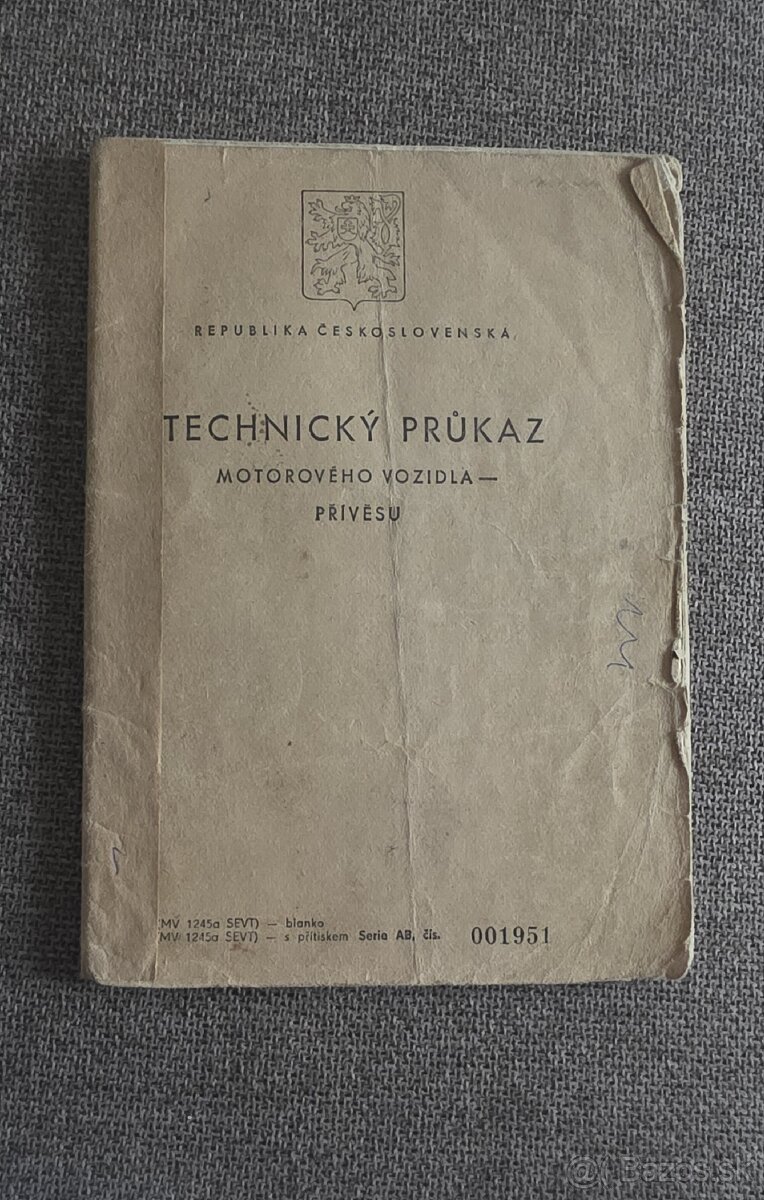 REPUBLIKA ČESKOSLOVENSKÁ
TECHNICKÝ PRŮKAZ
MOTOROVÉHO VOZIDLA —
PŘÍVĚSU
MV 1245a SEVT) — blanko
MV 1245a SEVT) — s přítiskem Seria AB, čís. 001951
Bazos.sk